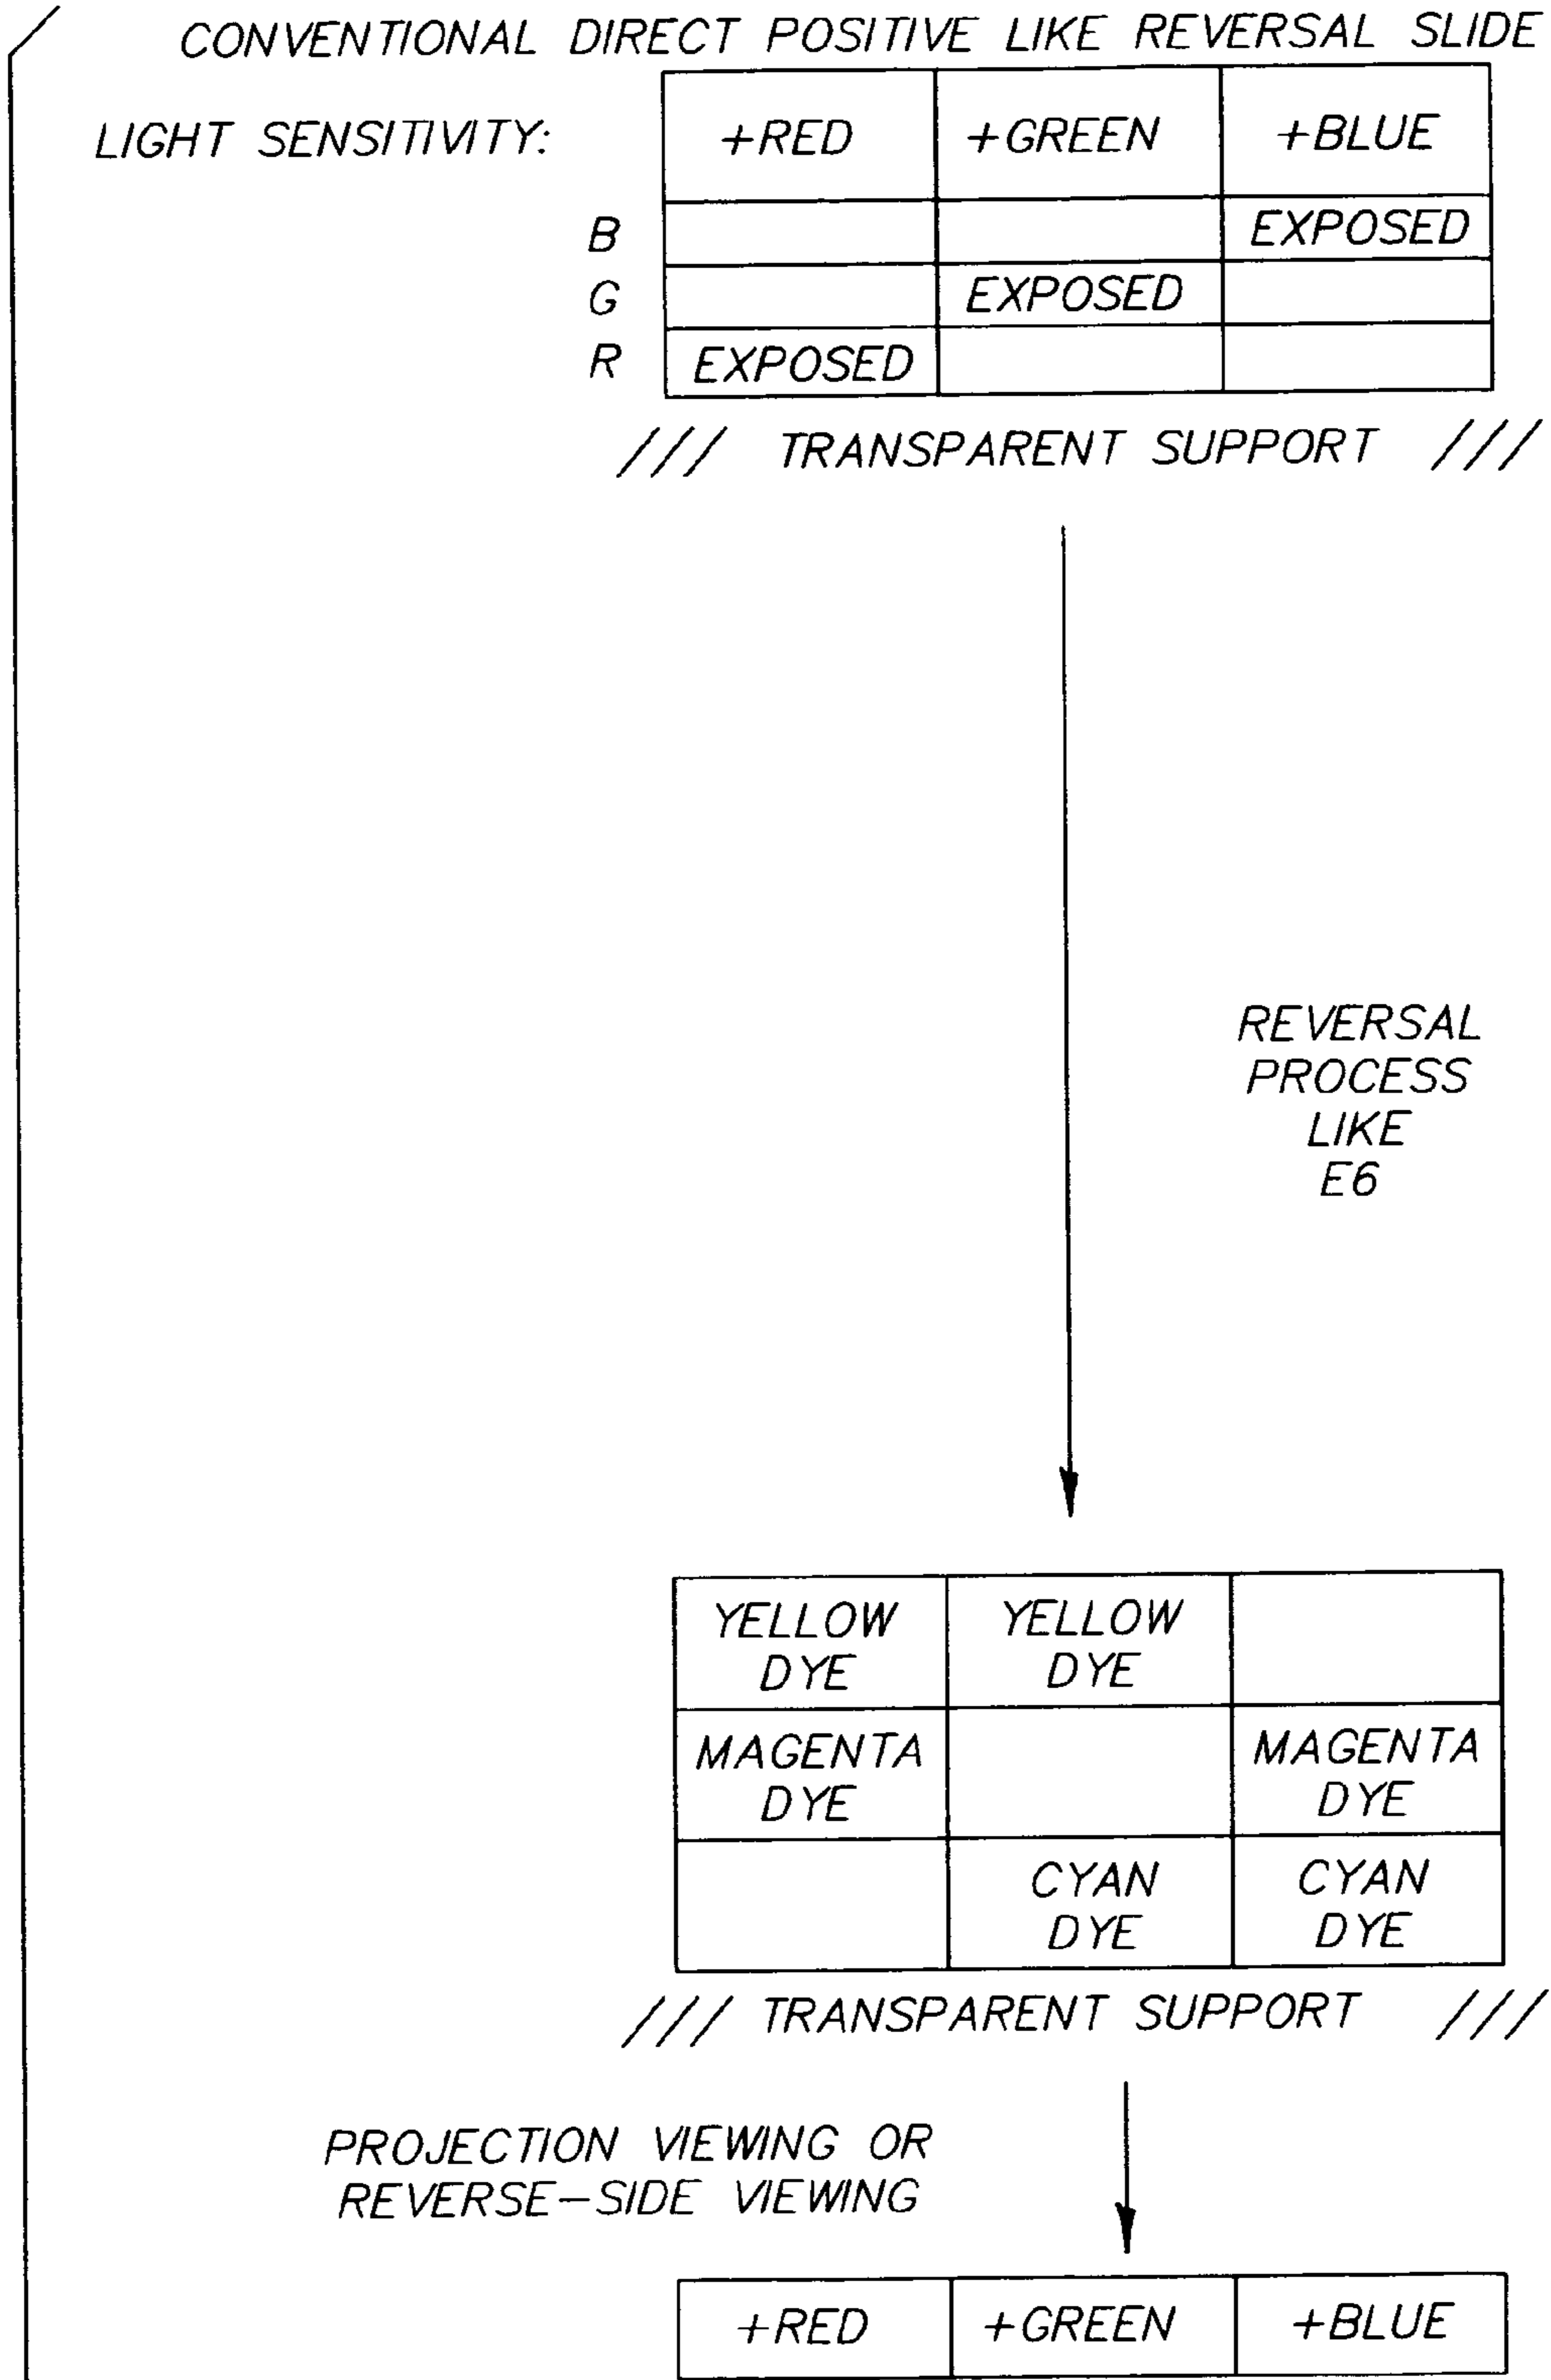 CONVENTIONAL DIRECT POSITIVE LIKE REVERSAL SLIDE
LIGHT SENSITIVITY: +RED +GREEN +BLUE
B EXPOSED
G EXPOSED
R EXPOSED
/// TRANSPARENT SUPPORT ///
REVERSAL
PROCESS
LIKE
E6
YELLOW DYE YELLOW DYE
MAGENTA DYE MAGENTA DYE
CYAN DYE CYAN DYE
/// TRANSPARENT SUPPORT ///
PROJECTION VIEWING OR
REVERSE-SIDE VIEWING
+RED +GREEN +BLUE